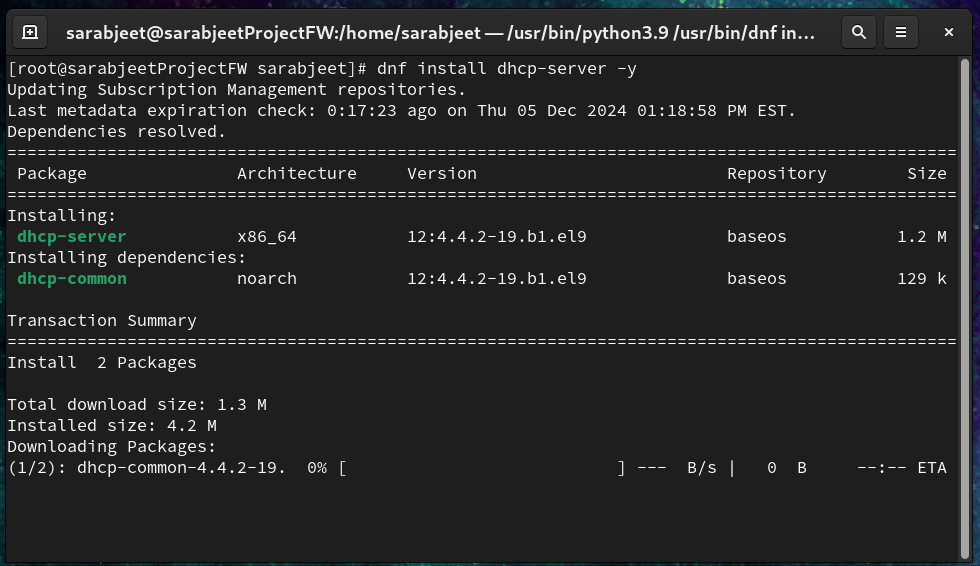 sarabjeet@sarabjeetProjectFW:/home/sarabjeet — /usr/bin/python3.9 /usr/bin/dnf in...
[root@sarabjeetProjectFW sarabjeet]# dnf install dhcp-server -y
Updating Subscription Management repositories.
Last metadata expiration check: 0:17:23 ago on Thu 05 Dec 2024 01:18:58 PM EST.
Dependencies resolved.
===============================================================================================
 Package               Architecture     Version                         Repository        Size
===============================================================================================
Installing:
 dhcp-server           x86_64           12:4.4.2-19.b1.el9              baseos           1.2 M
Installing dependencies:
 dhcp-common           noarch           12:4.4.2-19.b1.el9              baseos           129 k
Transaction Summary
===============================================================================================
Install  2 Packages
Total download size: 1.3 M
Installed size: 4.2 M
Downloading Packages:
(1/2): dhcp-common-4.4.2-19.  0% [                           ] ---  B/s |   0  B     --:-- ETA